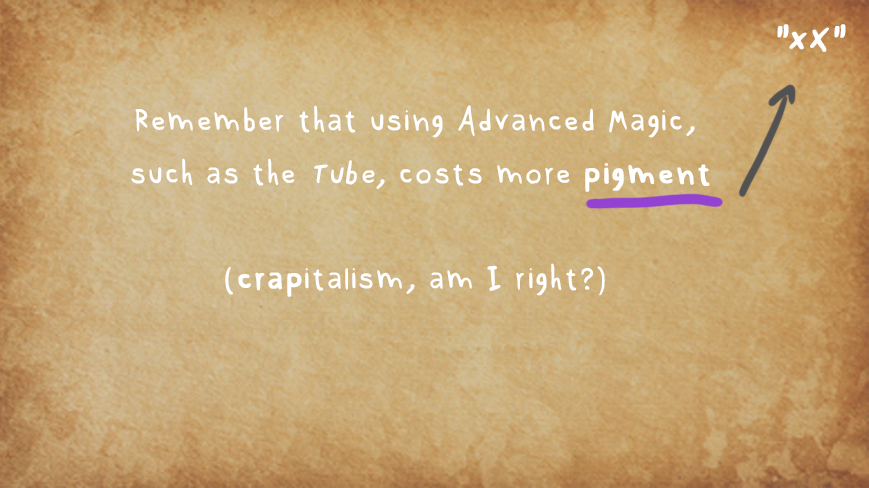 "xX"
Remember that using Advanced Magic,
such as the Tube, costs more pigment
(crapitalism, am I right?)